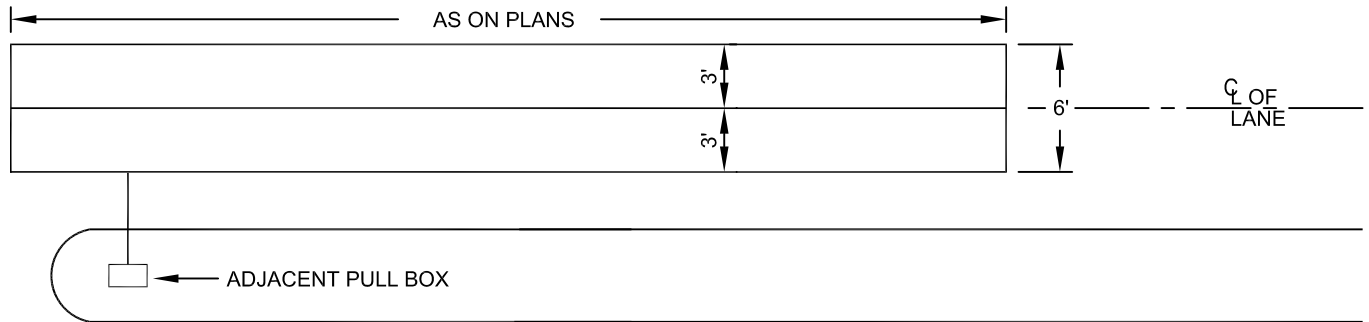 AS ON PLANS
3'
3'
6'
℄ OF
LANE
ADJACENT PULL BOX